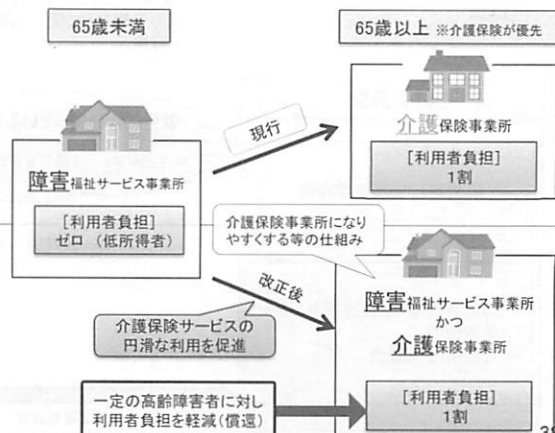 65歳未満
65歳以上 ※介護保険が優先
障害福祉サービス事業所
[利用者負担]
ゼロ (低所得者)
現行
介護保険事業所
[利用者負担]
1割
介護保険事業所になり
やすくする等の仕組み
改正後
介護保険サービスの
円滑な利用を促進
障害福祉サービス事業所
かつ
介護保険事業所
一定の高齢障害者に対し
利用者負担を軽減(償還)
[利用者負担]
1割